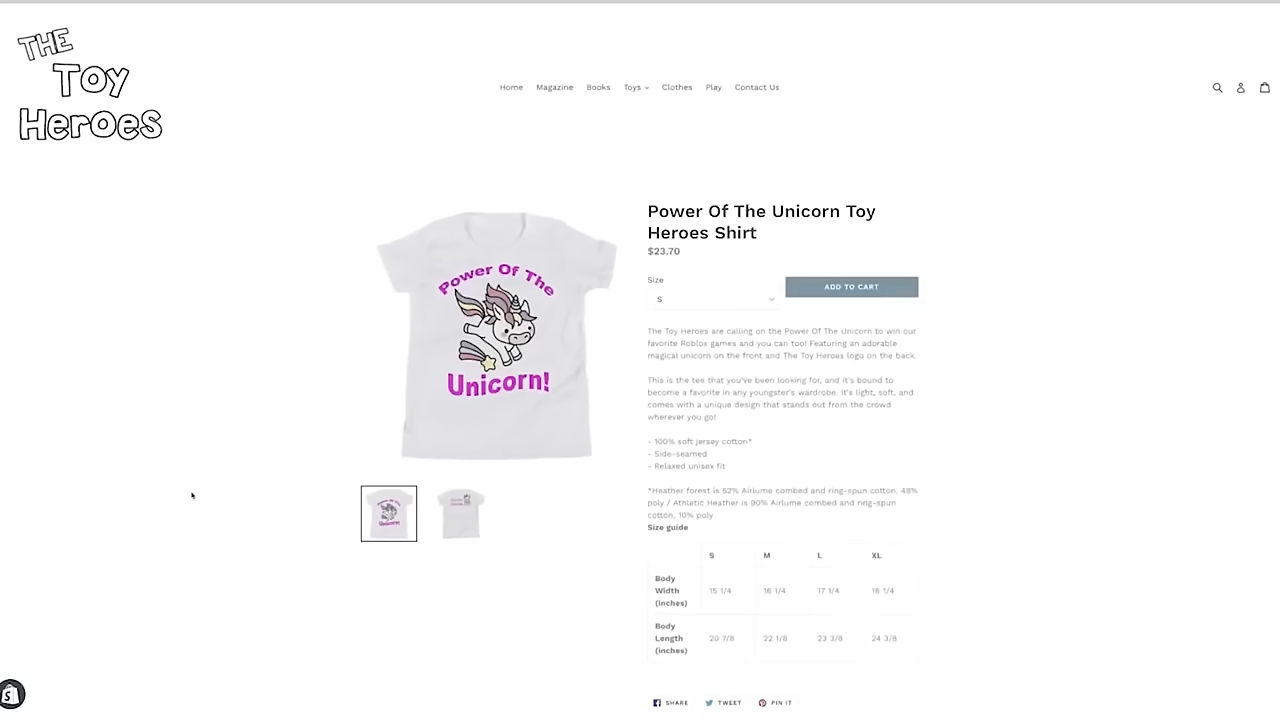 THE
Toy
Heroes
Home Magazine Books Toys Clothes Play Contact Us
Power Of The
Unicorn!
Power Of The Unicorn Toy
Heroes Shirt
$23.70
Size
S
ADD TO CART
The Toy Heroes are calling on the Power Of The Unicorn to win our
favorite Roblox games and you can too! Featuring an adorable
magical unicorn on the front and The Toy Heroes logo on the back.
This is the tee that you've been looking for, and it's bound to
become a favorite in any youngster's wardrobe. It's light, soft, and
comes with a unique design that stands out from the crowd
wherever you go!
- 100% soft jersey cotton*
- Side-seamed
- Relaxed unisex fit
*Heather forest is 52% Airlume combed and ring-spun cotton, 48%
poly / Athletic Heather is 90% Airlume combed and ring-spun
cotton, 10% poly
Size guide
S M L XL
Body
Width
(inches)
15 1/4 16 1/4 17 1/4 18 1/4
Body
Length
(inches)
20 7/8 22 1/8 23 3/8 24 3/8
SHARE TWEET PIN IT